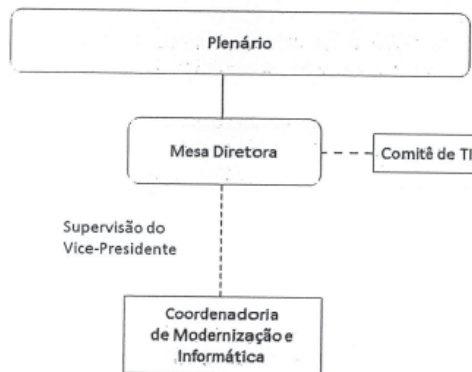 Plenário
Mesa Diretora
Comitê de TI
Supervisão do
Vice-Presidente
Coordenadoria
de Modernização e
Informática